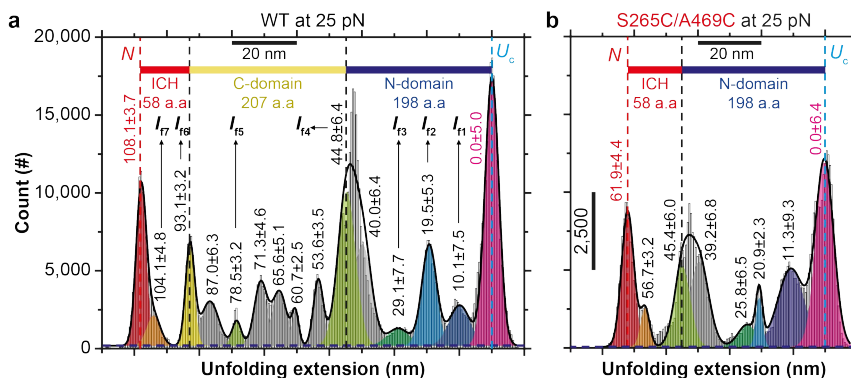 a
WT at 25 pN
20,000
17,500
15,000
10,000
5,000
0
Count (#)
N
20 nm
Uc
ICH
58 a.a
C-domain
207 a.a
N-domain
198 a.a
If7
If6
If5
If4
If3
If2
If1
108.1±3.7
104.1±4.8
93.1±3.2
87.0±6.3
78.5±3.2
71.3±4.6
65.6±5.1
60.7±2.5
53.6±3.5
44.8±6.4
40.0±6.4
29.1±7.7
19.5±5.3
10.1±7.5
0.0±5.0
Unfolding extension (nm)
b
S265C/A469C at 25 pN
N
20 nm
Uc
ICH
58 a.a
N-domain
198 a.a
2,500
61.9±4.4
56.7±3.2
45.4±6.0
39.2±6.8
25.8±6.5
20.9±2.3
11.3±9.3
0.0±6.4
Unfolding extension (nm)